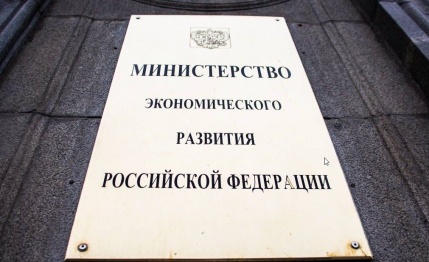 МИНИСТЕРСТВО
ЭКОНОМИЧЕСКОГО
РАЗВИТИЯ
РОССИЙСКОЙ ФЕДЕРАЦИИ